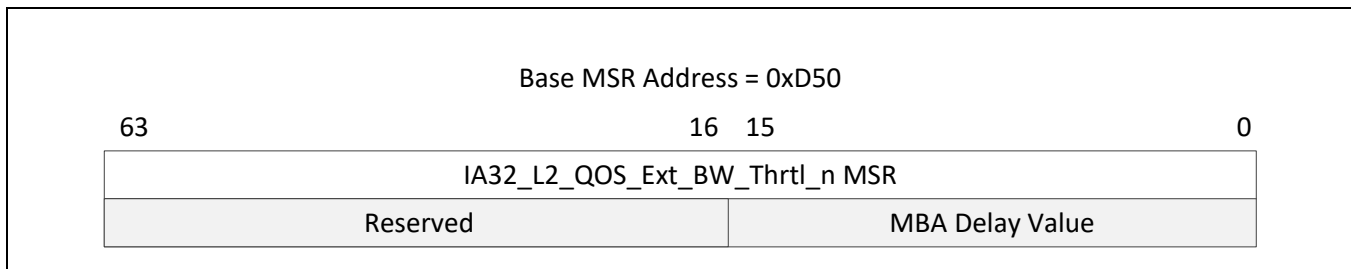 Base MSR Address = 0xD50
63 16 15 0
IA32_L2_QOS_Ext_BW_Thrtl_n MSR
Reserved MBA Delay Value